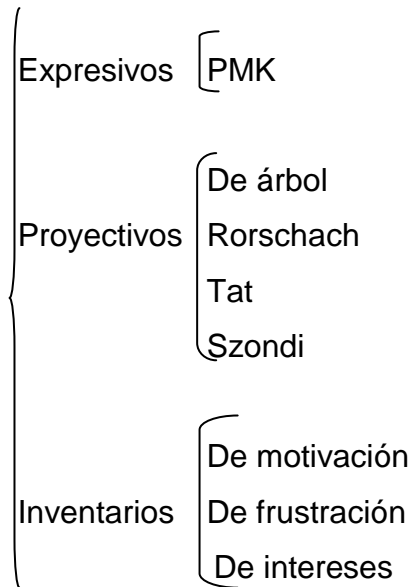 Expresivos PMK
De árbol
Proyectivos Rorschach
Tat
Szondi
De motivación
Inventarios De frustración
De intereses